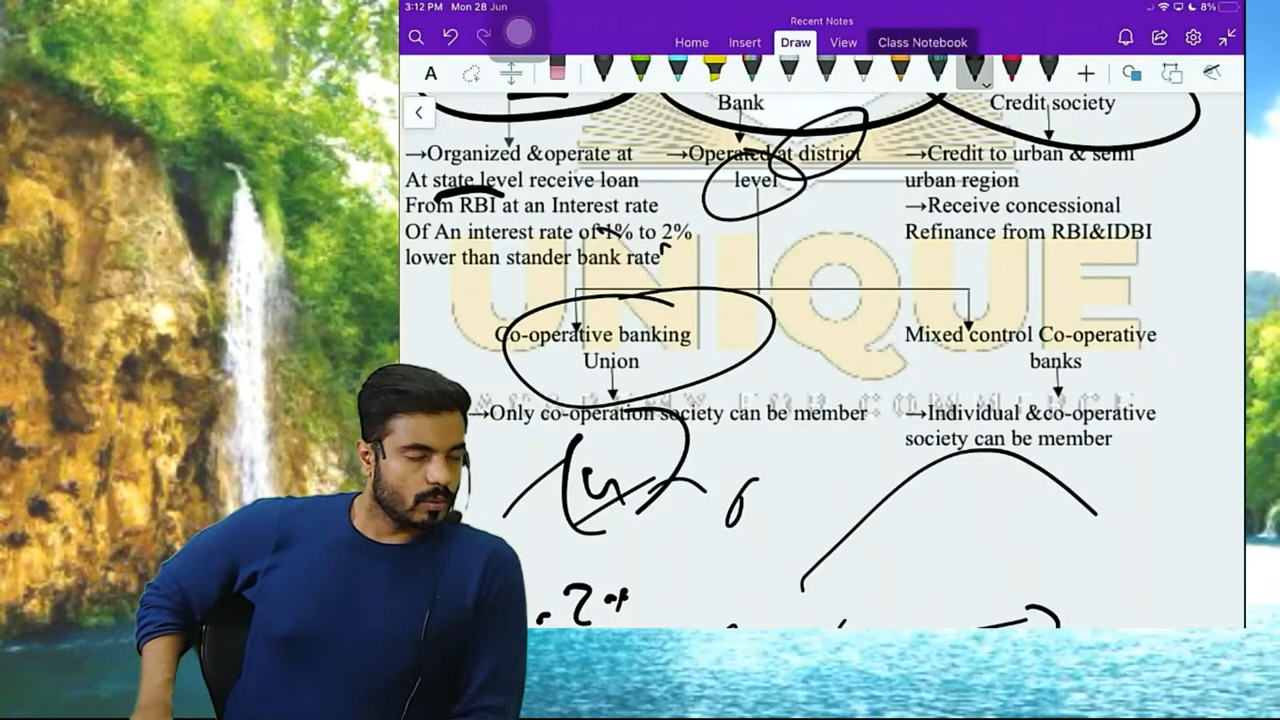 3:12 PM Mon 28 Jun
8%
Recent Notes
Home Insert Draw View Class Notebook
A
Bank
Credit society
→Organized &operate at
At state level receive loan
From RBI at an Interest rate
Of An interest rate of 1% to 2%
lower than stander bank rate
→Operated at district
level
→Credit to urban & semi
urban region
→Receive concessional
Refinance from RBI&IDBI
UNIQUE
ACADEMY FOR COMMERCE
Co-operative banking
Union
→Only co-operation society can be member
Mixed control Co-operative
banks
→Individual &co-operative
society can be member